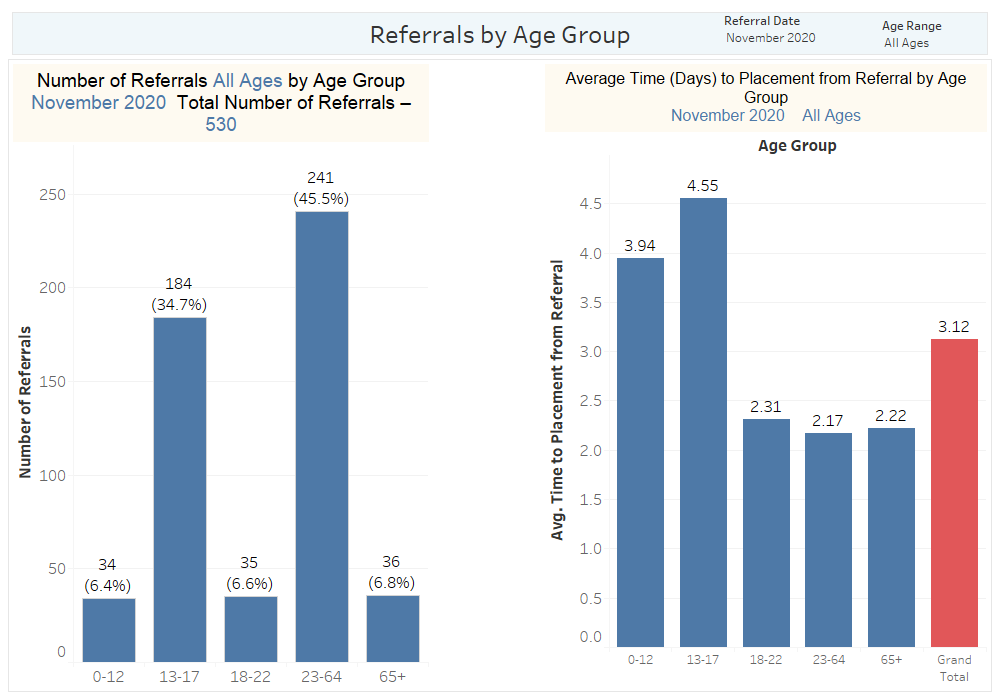 Referrals by Age Group
Referral Date
November 2020
Age Range
All Ages
Number of Referrals All Ages by Age Group
November 2020 Total Number of Referrals –
530
Number of Referrals
250
200
150
100
50
0
34
(6.4%)
184
(34.7%)
35
(6.6%)
241
(45.5%)
36
(6.8%)
0-12
13-17
18-22
23-64
65+
Average Time (Days) to Placement from Referral by Age
Group
November 2020 All Ages
Age Group
Avg. Time to Placement from Referral
4.5
4.0
3.5
3.0
2.5
2.0
1.5
1.0
0.5
0.0
3.94
4.55
2.31
2.17
2.22
3.12
0-12
13-17
18-22
23-64
65+
Grand
Total